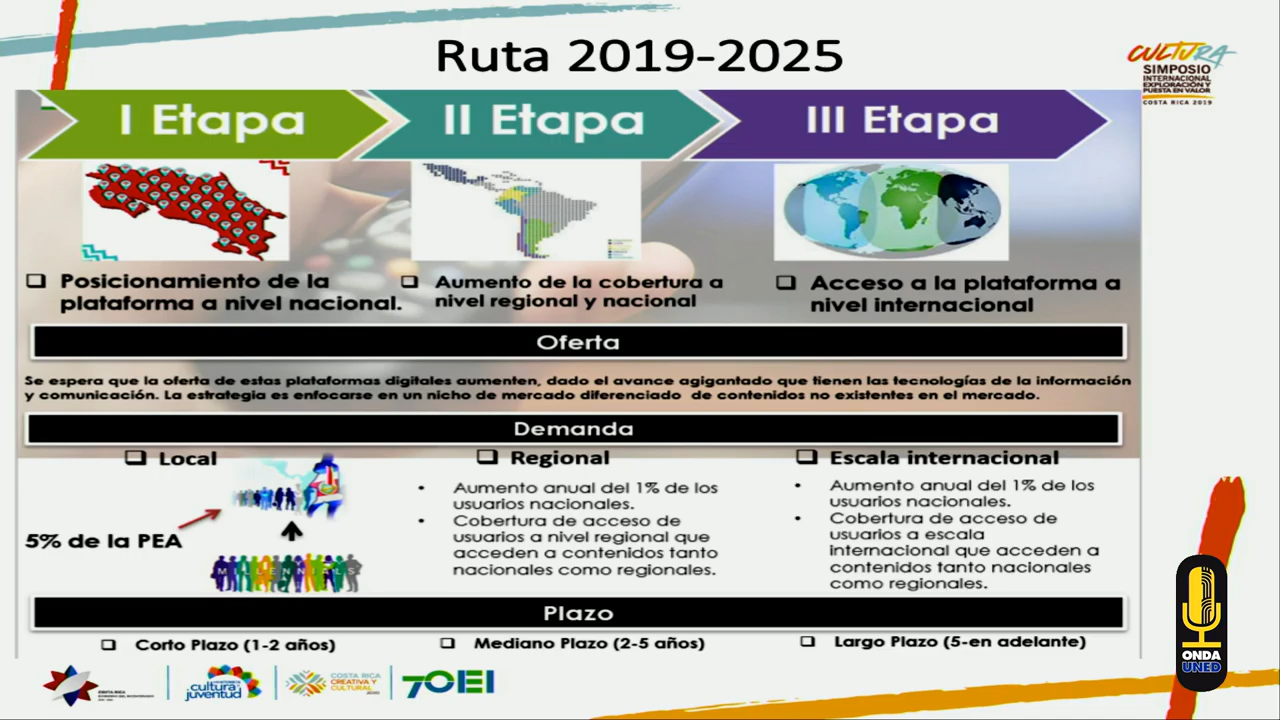 Ruta 2019-2025
CULTURA
SIMPOSIO
INTERNACIONAL
EXPLORACIÓN Y
PUESTA EN VALOR
COSTA RICA 2019
I Etapa
II Etapa
III Etapa
❑ Posicionamiento de la
plataforma a nivel nacional.
❑ Aumento de la cobertura a
nivel regional y nacional
❑ Acceso a la plataforma a
nivel internacional
Oferta
Se espera que la oferta de estas plataformas digitales aumenten, dado el avance agigantado que tienen las tecnologías de la información
y comunicación. La estrategia es enfocarse en un nicho de mercado diferenciado de contenidos no existentes en el mercado.
Demanda
❑ Local
5% de la PEA
MILLENNIALS
❑ Regional
• Aumento anual del 1% de los
usuarios nacionales.
• Cobertura de acceso de
usuarios a nivel regional que
acceden a contenidos tanto
nacionales como regionales.
❑ Escala internacional
• Aumento anual del 1% de los
usuarios nacionales.
• Cobertura de acceso de
usuarios a escala
internacional que acceden a
contenidos tanto nacionales
como regionales.
Plazo
❑ Corto Plazo (1-2 años)
❑ Mediano Plazo (2-5 años)
❑ Largo Plazo (5-en adelante)
COSTA RICA
cultura y
juventud
COSTA RICA
CREATIVA Y
CULTURAL
7OEI
ONDA
UNED